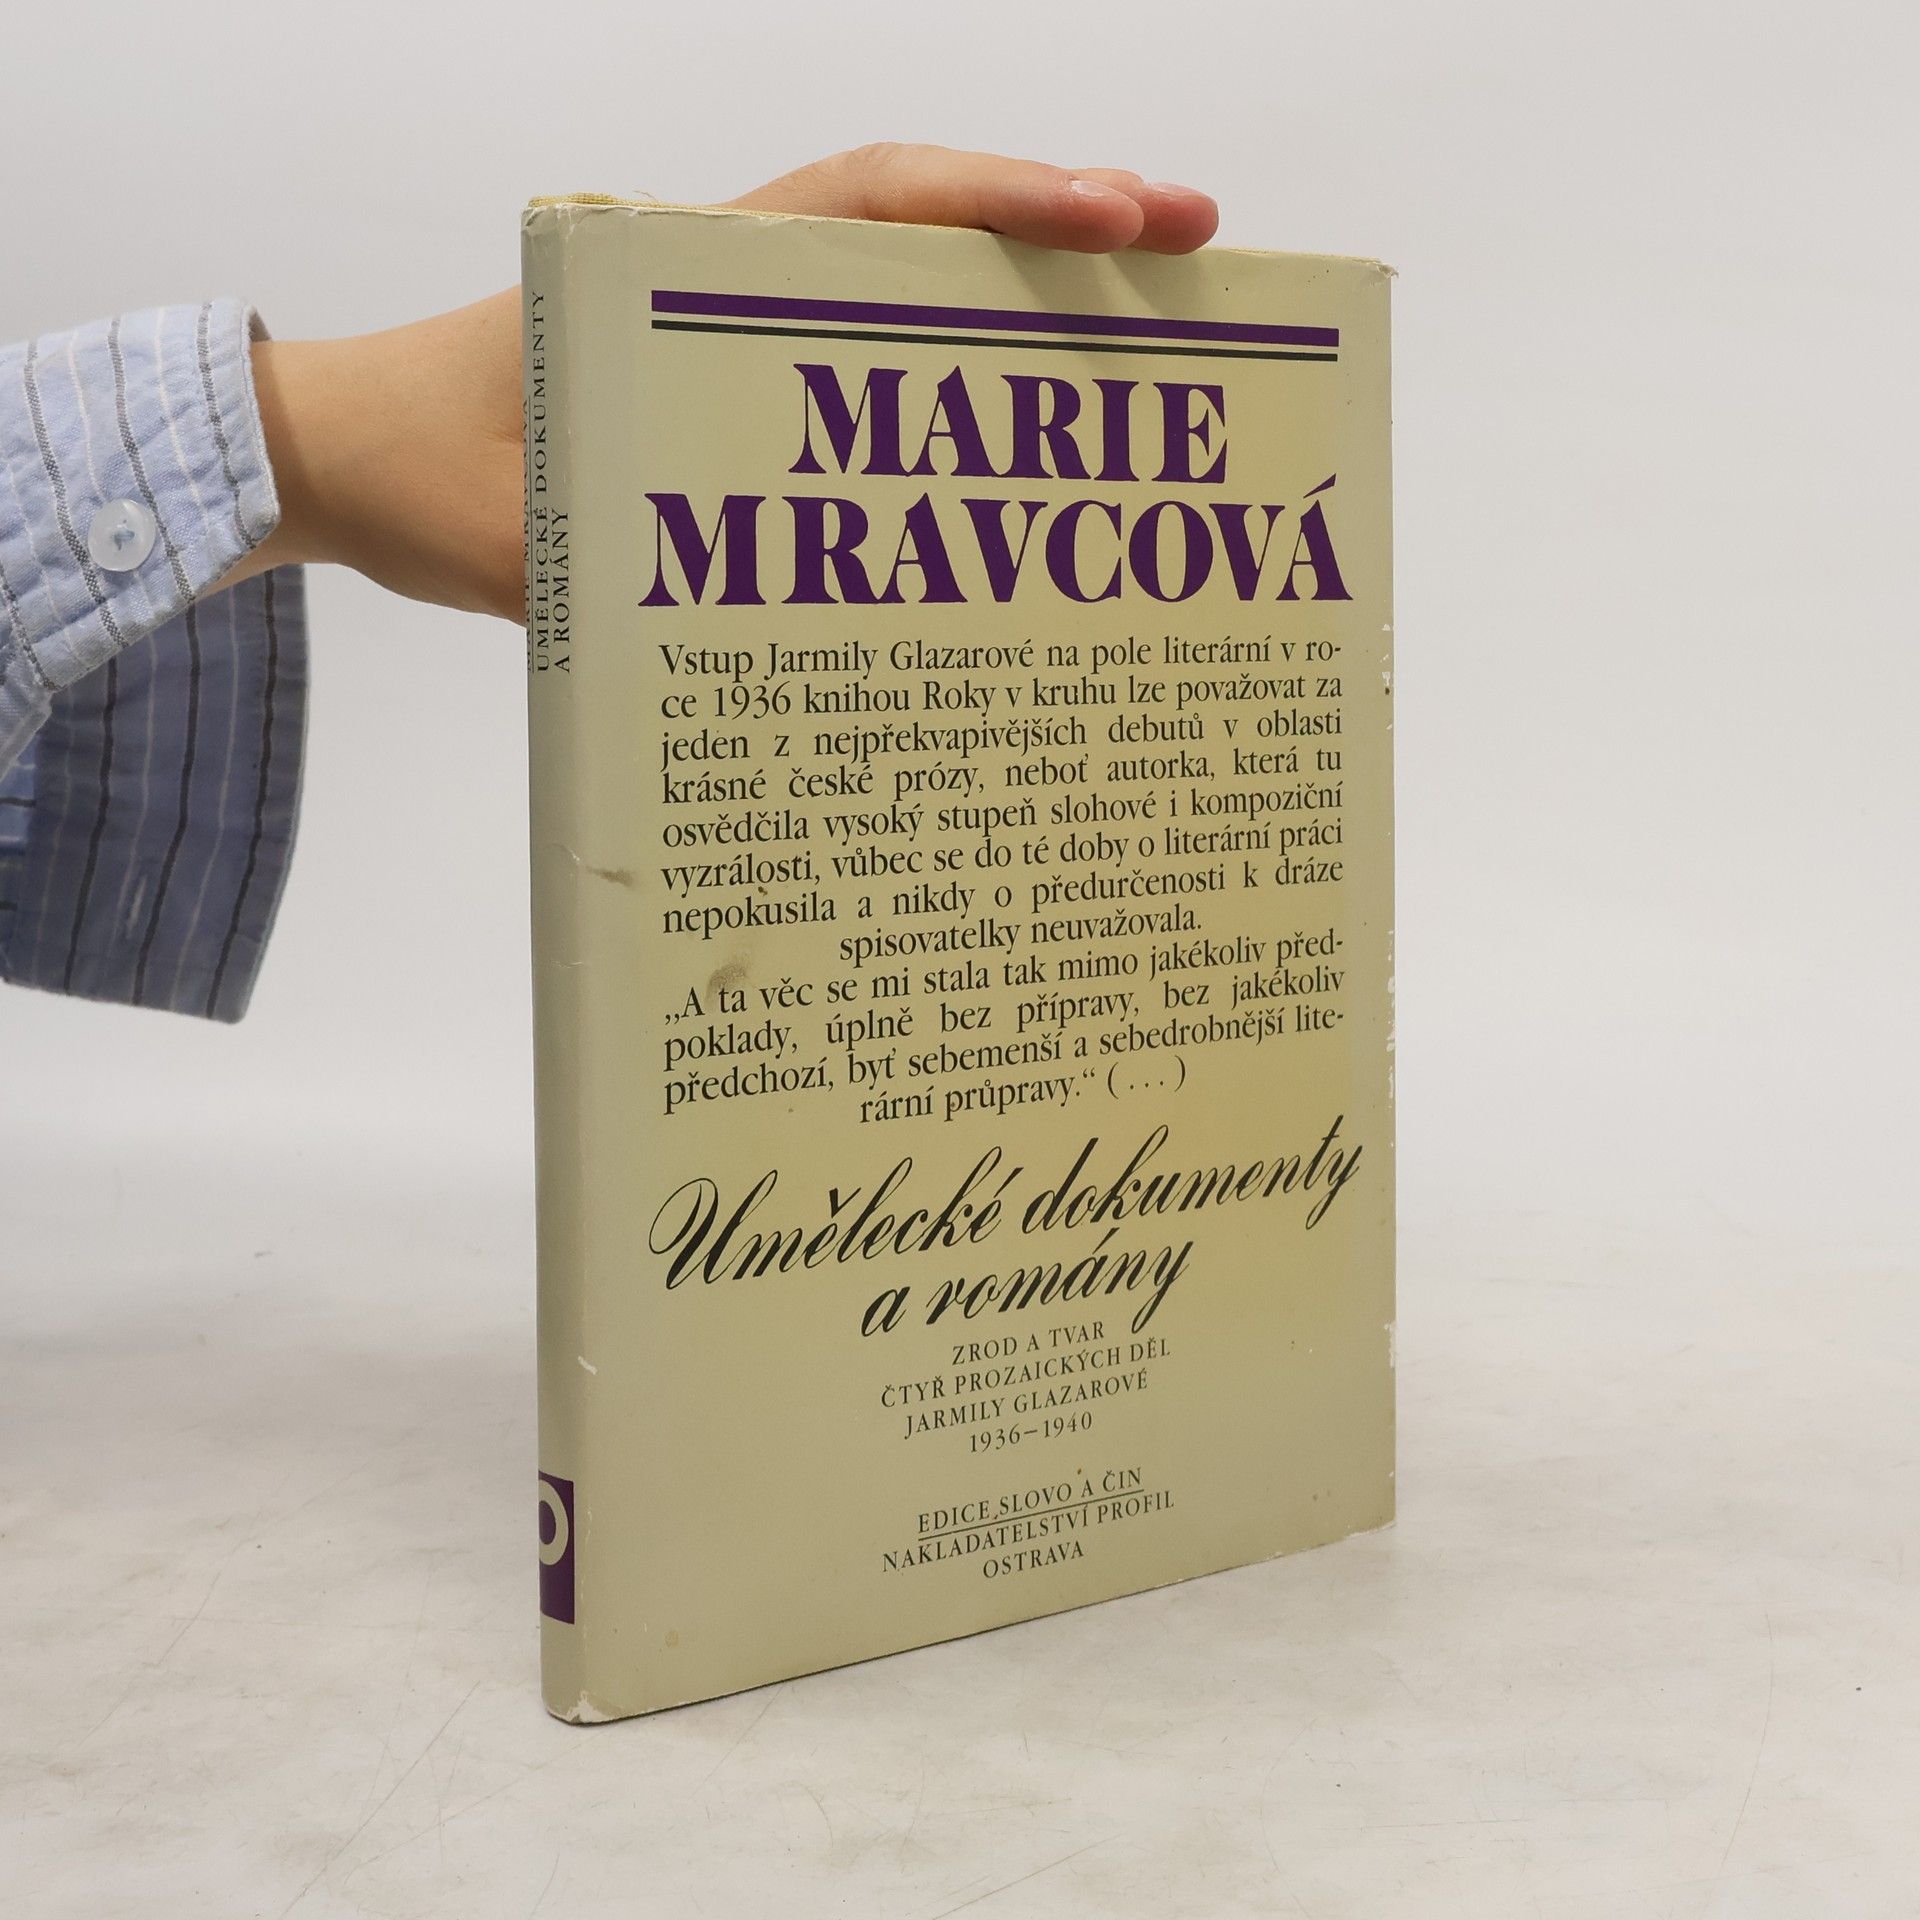 MARIE MRAVCOVÁ
UMĚLECKÉ DOKUMENTY
A ROMÁNY
MARIE
MRAVCOVÁ
Vstup Jarmily Glazarové na pole literární v ro-
ce 1936 knihou Roky v kruhu lze považovat za
jeden z nejpřekvapivějších debutů v oblasti
krásné české prózy, neboť autorka, která tu
osvědčila vysoký stupeň slohové i kompoziční
vyzrálosti, vůbec se do té doby o literární práci
nepokusila a nikdy o předurčenosti k dráze
spisovatelky neuvažovala.
„A ta věc se mi stala tak mimo jakékoliv před-
poklady, úplně bez přípravy, bez jakékoliv
předchozí, byť sebemenší a sebedrobnější lite-
rární průpravy.“ (...)
Umělecké dokumenty
a romány
ZROD A TVAR
ČTYŘ PROZAICKÝCH DĚL
JARMILY GLAZAROVÉ
1936–1940
EDICE SLOVO A ČIN
NAKLADATELSTVÍ PROFIL
OSTRAVA